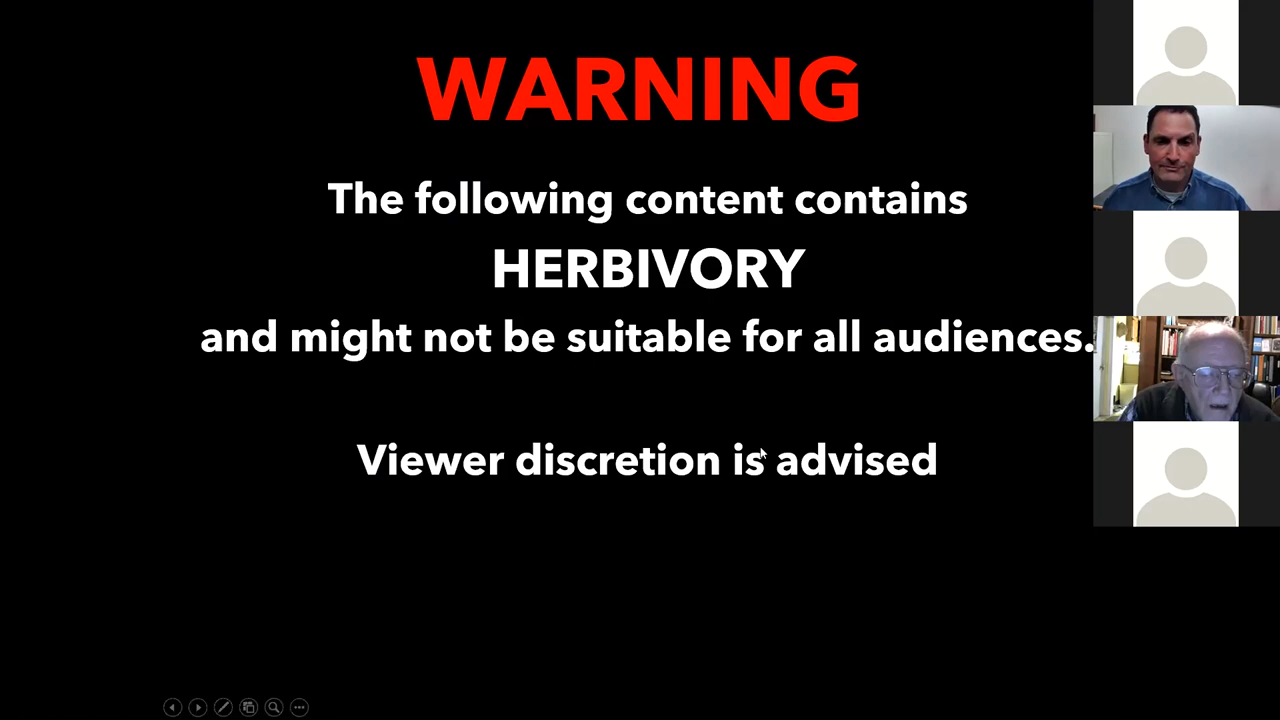 WARNING
The following content contains
HERBIVORY
and might not be suitable for all audiences.
Viewer discretion is advised